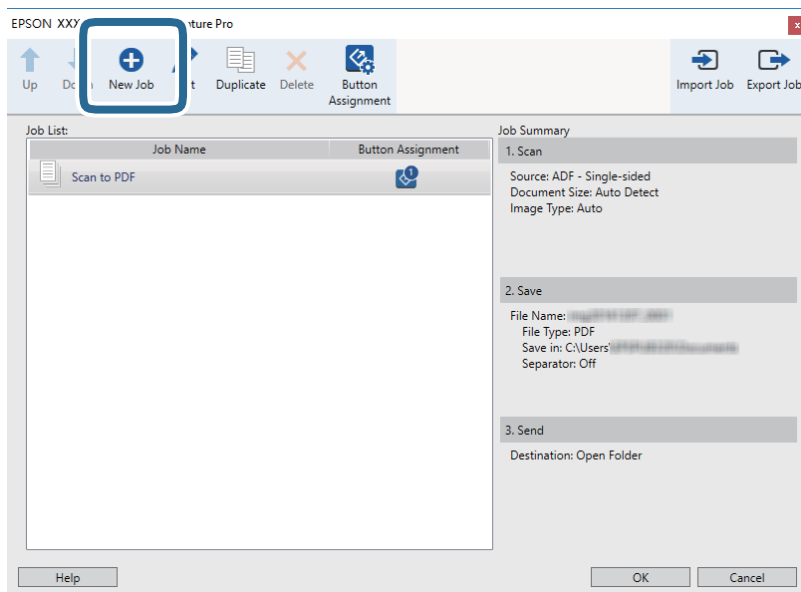 EPSON XXX
ture Pro
Up
New Job
Duplicate
Delete
Button
Assignment
Import Job
Export Job
Job List:
Job Name
Button Assignment
Scan to PDF
1
Job Summary
1. Scan
Source: ADF - Single-sided
Document Size: Auto Detect
Image Type: Auto
2. Save
File Name:
File Type: PDF
Save in: C:\Users\
Separator: Off
3. Send
Destination: Open Folder
Help
OK
Cancel